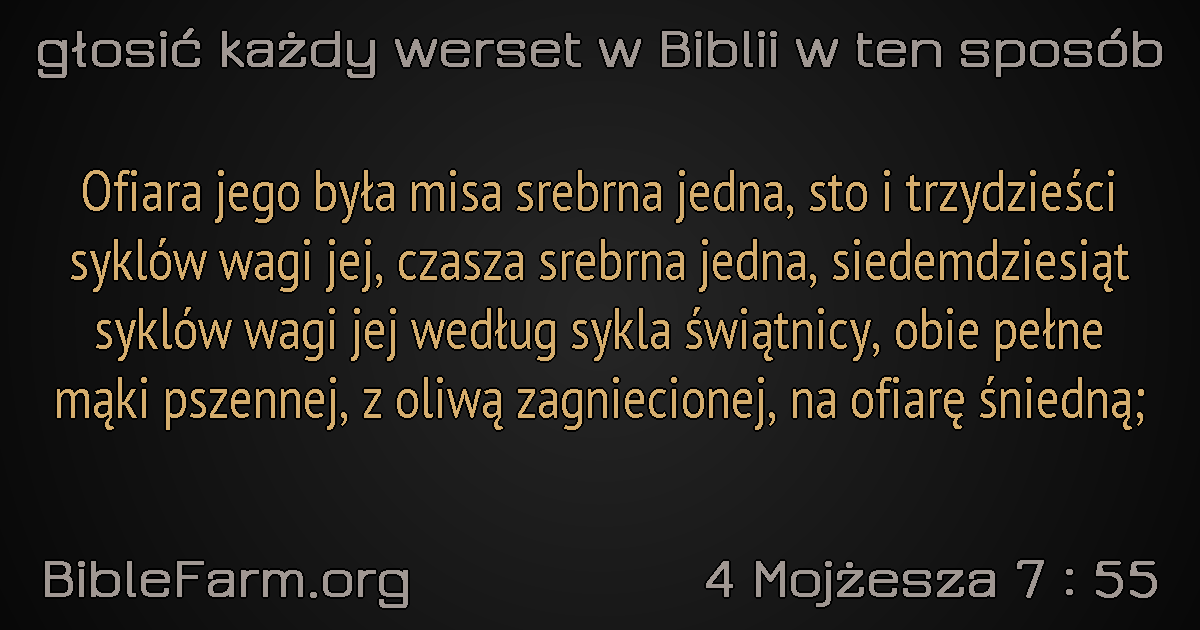 głosić każdy werset w Biblii w ten sposób
Ofiara jego była misa srebrna jedna, sto i trzydzieści
syklów wagi jej, czasza srebrna jedna, siedemdziesiąt
syklów wagi jej według sykla świątnicy, obie pełne
mąki pszennej, z oliwą zagniecionej, na ofiarę śniedną;
BibleFarm.org
4 Mojżesza 7 : 55